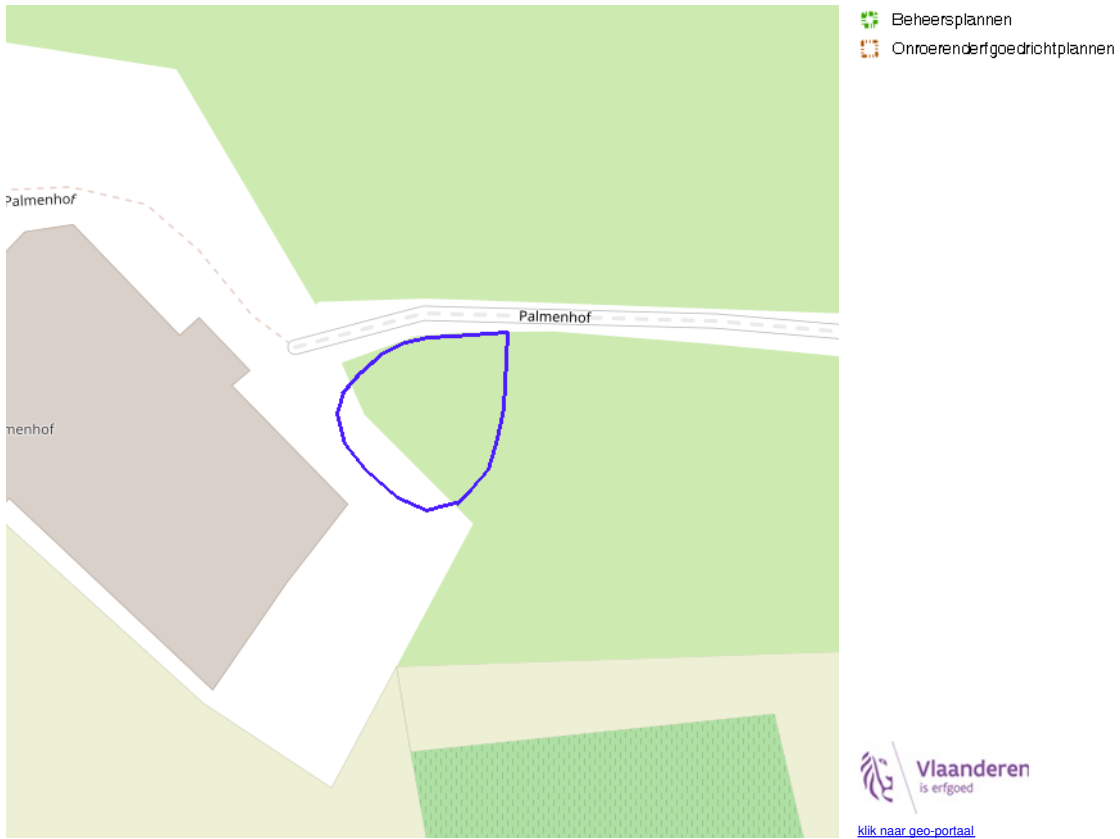 Beheersplannen
Onroerenderfgoedrichtplannen
Palmenhof
Palmenhof
menhof
Vlaanderen
is erfgoed
klik naar geo-portaal